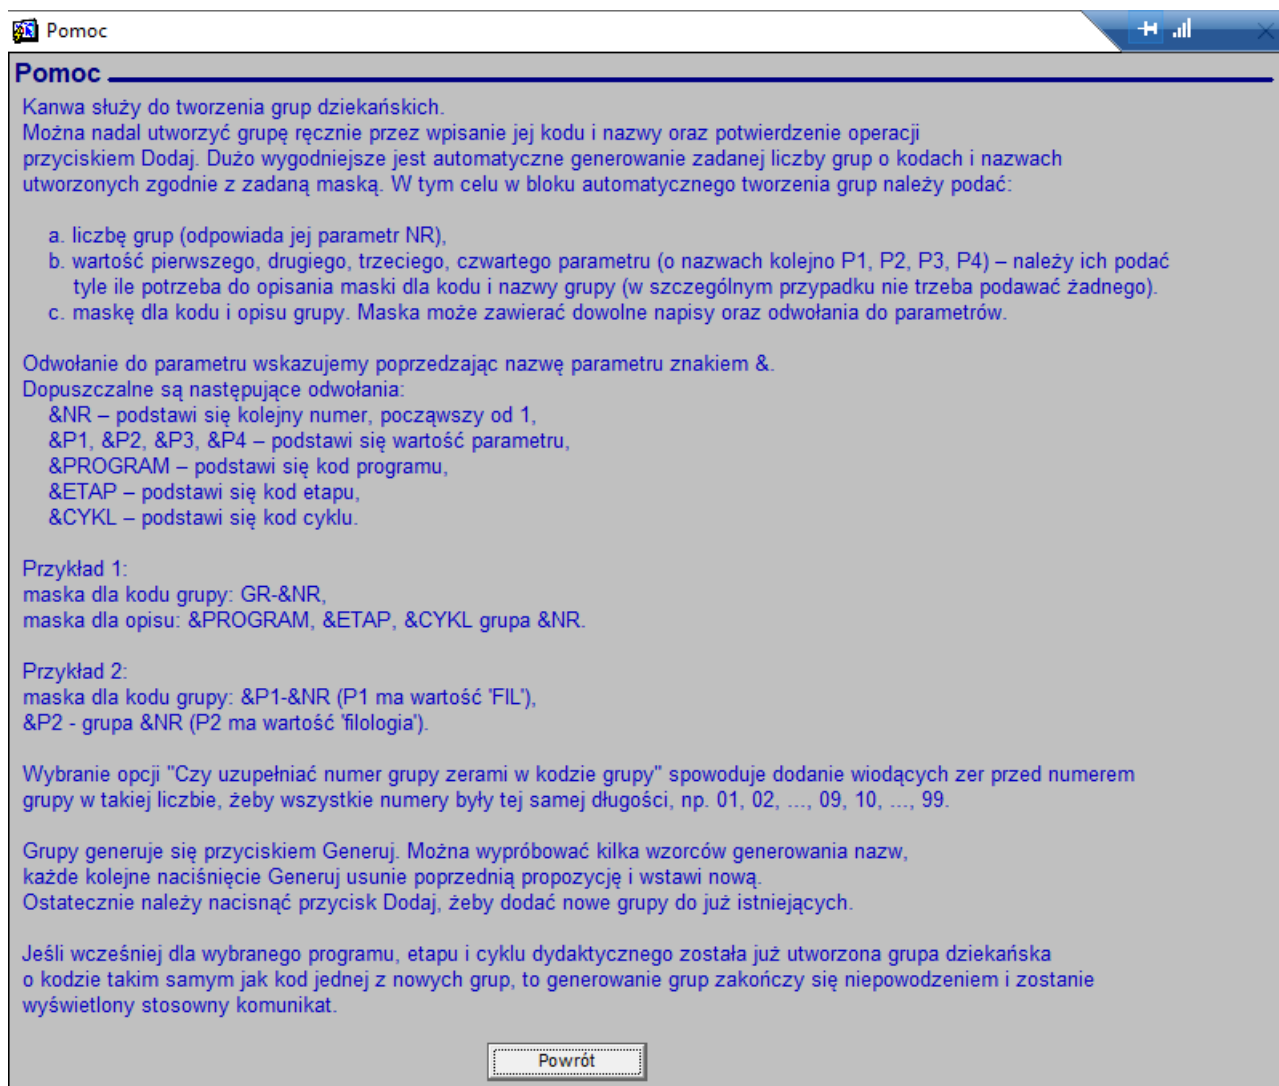 Pomoc
Pomoc
Kanwa służy do tworzenia grup dziekańskich.
Można nadal utworzyć grupę ręcznie przez wpisanie jej kodu i nazwy oraz potwierdzenie operacji
przyciskiem Dodaj. Dużo wygodniejsze jest automatyczne generowanie zadanej liczby grup o kodach i nazwach
utworzonych zgodnie z zadaną maską. W tym celu w bloku automatycznego tworzenia grup należy podać:
a. liczbę grup (odpowiada jej parametr NR),
b. wartość pierwszego, drugiego, trzeciego, czwartego parametru (o nazwach kolejno P1, P2, P3, P4) – należy ich podać
tyle ile potrzeba do opisania maski dla kodu i nazwy grupy (w szczególnym przypadku nie trzeba podawać żadnego).
c. maskę dla kodu i opisu grupy. Maska może zawierać dowolne napisy oraz odwołania do parametrów.
Odwołanie do parametru wskazujemy poprzedzając nazwę parametru znakiem &.
Dopuszczalne są następujące odwołania:
&NR – podstawi się kolejny numer, począwszy od 1,
&P1, &P2, &P3, &P4 – podstawi się wartość parametru,
&PROGRAM – podstawi się kod programu,
&ETAP – podstawi się kod etapu,
&CYKL – podstawi się kod cyklu.
Przykład 1:
maska dla kodu grupy: GR-&NR,
maska dla opisu: &PROGRAM, &ETAP, &CYKL grupa &NR.
Przykład 2:
maska dla kodu grupy: &P1-&NR (P1 ma wartość 'FIL'),
&P2 - grupa &NR (P2 ma wartość 'filologia').
Wybranie opcji "Czy uzupełniać numer grupy zerami w kodzie grupy" spowoduje dodanie wiodących zer przed numerem
grupy w takiej liczbie, żeby wszystkie numery były tej samej długości, np. 01, 02, ..., 09, 10, ..., 99.
Grupy generuje się przyciskiem Generuj. Można wypróbować kilka wzorców generowania nazw,
każde kolejne naciśnięcie Generuj usunie poprzednią propozycję i wstawi nową.
Ostatecznie należy nacisnąć przycisk Dodaj, żeby dodać nowe grupy do już istniejących.
Jeśli wcześniej dla wybranego programu, etapu i cyklu dydaktycznego została już utworzona grupa dziekańska
o kodzie takim samym jak kod jednej z nowych grup, to generowanie grup zakończy się niepowodzeniem i zostanie
wyświetlony stosowny komunikat.
Powrót